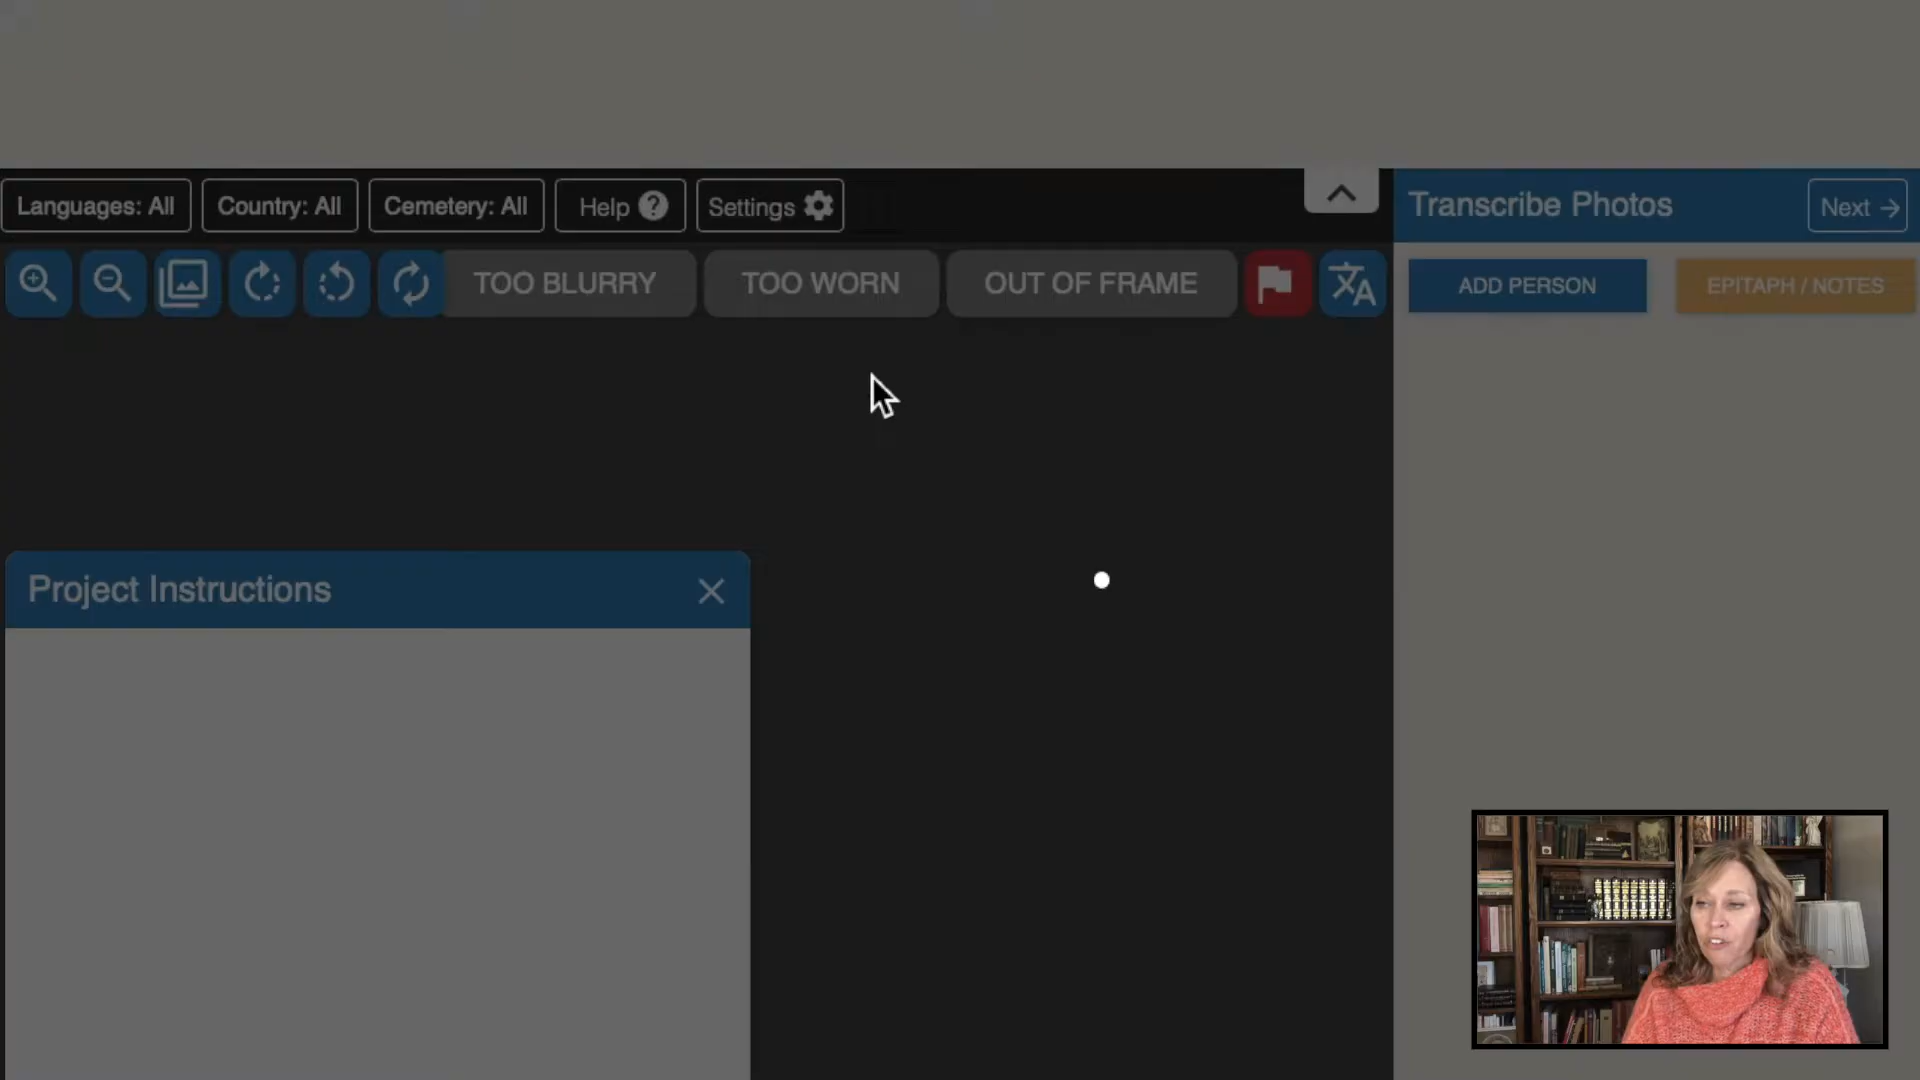 Languages: All Country: All Cemetery: All Help ? Settings Transcribe Photos Next →
TOO BLURRY TOO WORN OUT OF FRAME ADD PERSON EPITAPH / NOTES
Project Instructions